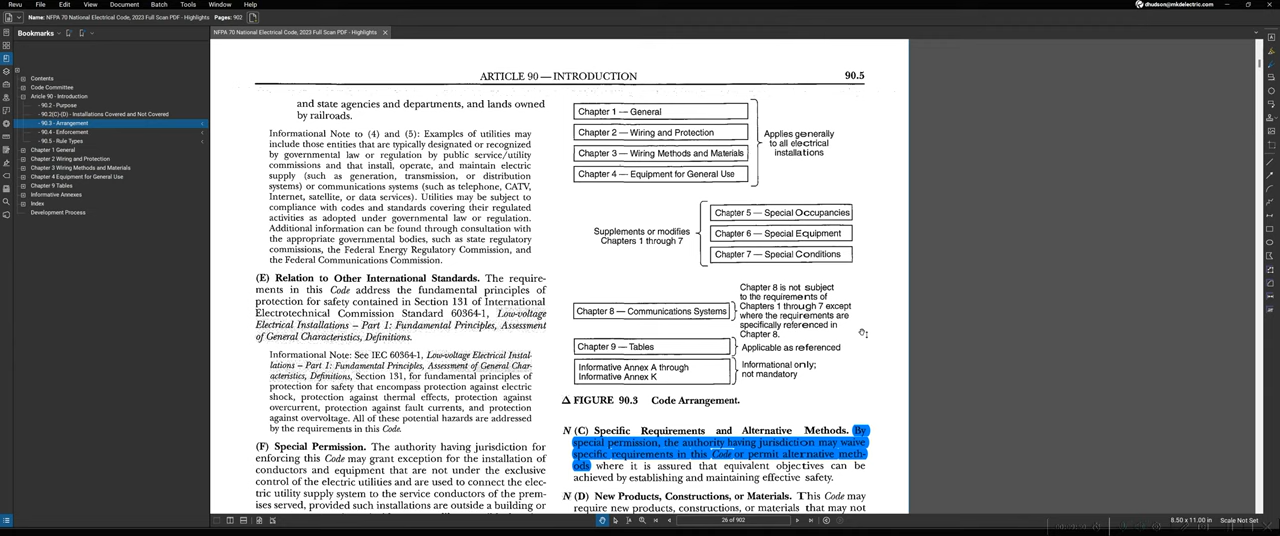 Revu File Edit View Document Batch Tools Window Help
dhudson@mkdelectric.com
Name: NFPA 70 National Electrical Code, 2023 Full Scan PDF - Highlights Pages: 902
Bookmarks
NFPA 70 National Electrical Code, 2023 Full Scan PDF - Highlights
Contents
Code Committee
Article 90 - Introduction
- 90.2 - Purpose
- 90.2(C)-(D) - Installations Covered and Not Covered
- 90.3 - Arrangement
- 90.4 - Enforcement
- 90.5 - Rule Types
Chapter 1 General
Chapter 2 Wiring and Protection
Chapter 3 Wiring Methods and Materials
Chapter 4 Equipment for General Use
Chapter 9 Tables
Informative Annexes
Index
Development Process
ARTICLE 90 — INTRODUCTION
90.5
and state agencies and departments, and lands owned
by railroads.
Informational Note to (4) and (5): Examples of utilities may
include those entities that are typically designated or recognized
by governmental law or regulation by public service/utility
commissions and that install, operate, and maintain electric
supply (such as generation, transmission, or distribution
systems) or communications systems (such as telephone, CATV,
Internet, satellite, or data services). Utilities may be subject to
compliance with codes and standards covering their regulated
activities as adopted under governmental law or regulation.
Additional information can be found through consultation with
the appropriate governmental bodies, such as state regulatory
commissions, the Federal Energy Regulatory Commission, and
the Federal Communications Commission.
(E) Relation to Other International Standards. The require-
ments in this Code address the fundamental principles of
protection for safety contained in Section 131 of International
Electrotechnical Commission Standard 60364-1, Low-voltage
Electrical Installations – Part 1: Fundamental Principles, Assessment
of General Characteristics, Definitions.
Informational Note: See IEC 60364-1, Low-voltage Electrical Instal-
lations – Part 1: Fundamental Principles, Assessment of General Char-
acteristics, Definitions, Section 131, for fundamental principles of
protection for safety that encompass protection against electric
shock, protection against thermal effects, protection against
overcurrent, protection against fault currents, and protection
against overvoltage. All of these potential hazards are addressed
by the requirements in this Code.
(F) Special Permission. The authority having jurisdiction for
enforcing this Code may grant exception for the installation of
conductors and equipment that are not under the exclusive
control of the electric utilities and are used to connect the elec-
tric utility supply system to the service conductors of the prem-
ises served, provided such installations are outside a building or
Chapter 1 — General
Chapter 2 — Wiring and Protection
Chapter 3 — Wiring Methods and Materials
Chapter 4 — Equipment for General Use
Applies generally
to all electrical
installations
Supplements or modifies
Chapters 1 through 7
Chapter 5 — Special Occupancies
Chapter 6 — Special Equipment
Chapter 7 — Special Conditions
Chapter 8 — Communications Systems
Chapter 8 is not subject
to the requirements of
Chapters 1 through 7 except
where the requirements are
specifically referenced in
Chapter 8.
Chapter 9 — Tables
Applicable as referenced
Informative Annex A through
Informative Annex K
Informational only;
not mandatory
Δ FIGURE 90.3 Code Arrangement.
N (C) Specific Requirements and Alternative Methods. By
special permission, the authority having jurisdiction may waive
specific requirements in this Code or permit alternative meth-
ods where it is assured that equivalent objectives can be
achieved by establishing and maintaining effective safety.
N (D) New Products, Constructions, or Materials. This Code may
require new products, constructions, or materials that may not
26 of 902
8.50 x 11.00 in
Scale Not Set